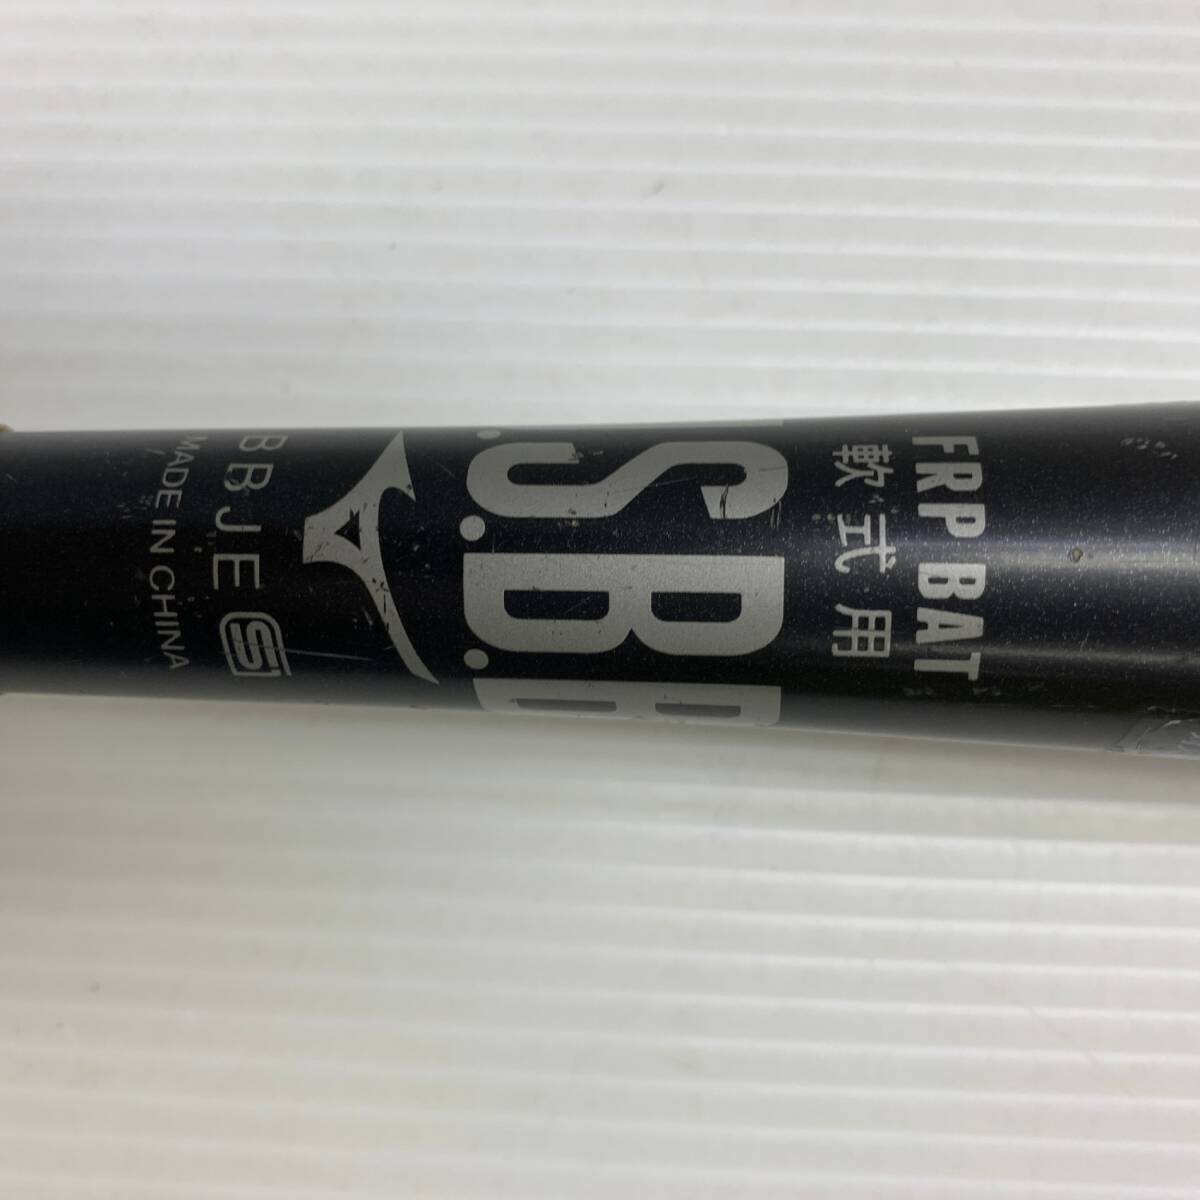 FRP BAT
軟式用
.S.B.B
BBJE S
MADE IN CHINA